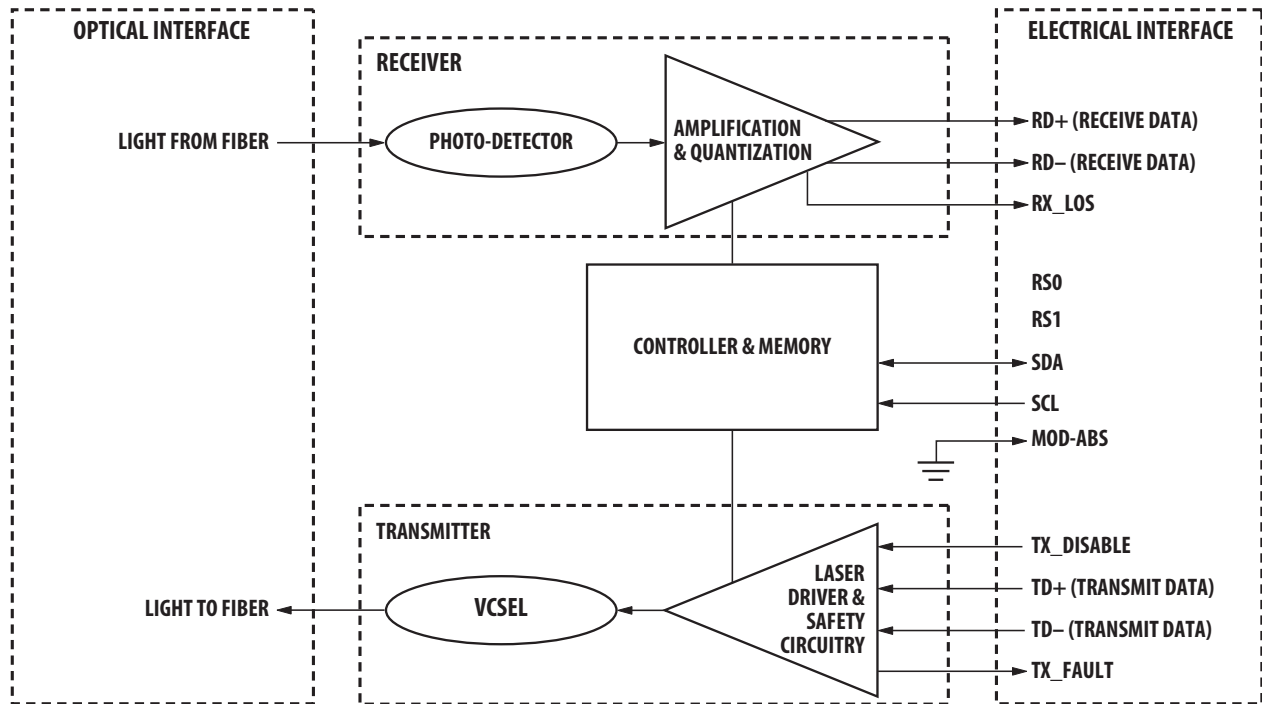 OPTICAL INTERFACE
ELECTRICAL INTERFACE
RECEIVER
LIGHT FROM FIBER
PHOTO-DETECTOR
AMPLIFICATION
& QUANTIZATION
RD+ (RECEIVE DATA)
RD– (RECEIVE DATA)
RX_LOS
RS0
RS1
CONTROLLER & MEMORY
SDA
SCL
MOD-ABS
TRANSMITTER
LIGHT TO FIBER
VCSEL
LASER
DRIVER &
SAFETY
CIRCUITRY
TX_DISABLE
TD+ (TRANSMIT DATA)
TD– (TRANSMIT DATA)
TX_FAULT